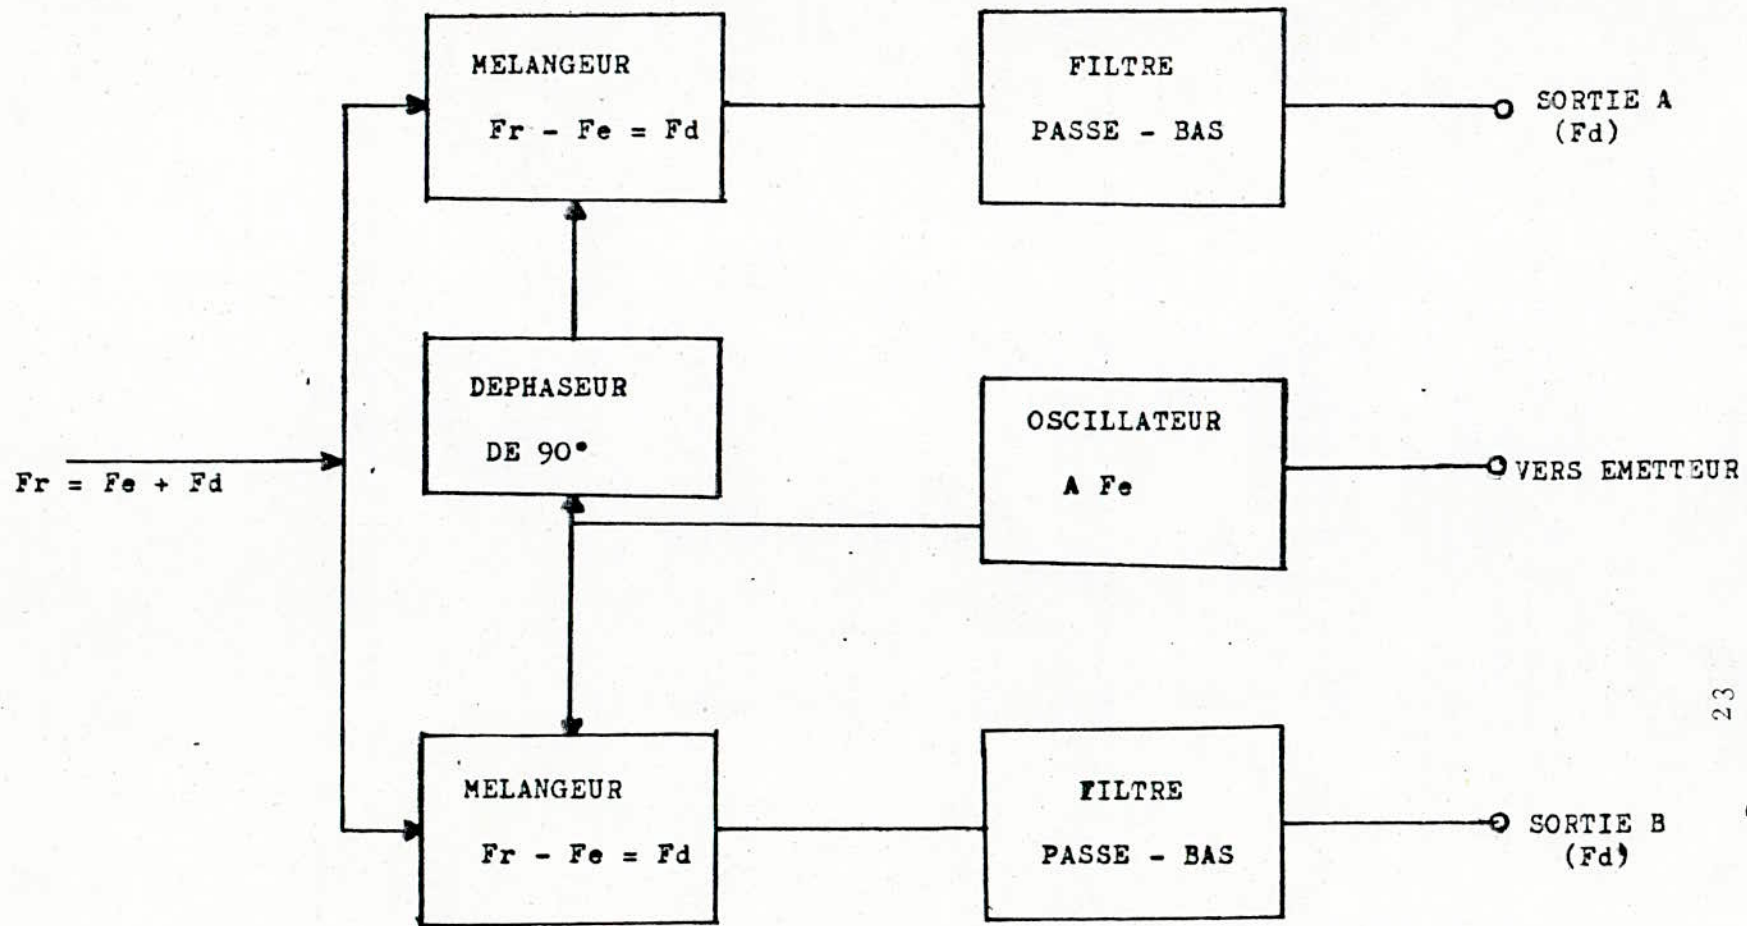 MELANGEUR
Fr - Fe = Fd
FILTRE
PASSE - BAS
SORTIE A
(Fd)
DEPHASEUR
DE 90°
OSCILLATEUR
A Fe
VERS EMETTEUR
Fr = Fe + Fd
MELANGEUR
Fr - Fe = Fd
FILTRE
PASSE - BAS
SORTIE B
(Fd)
23